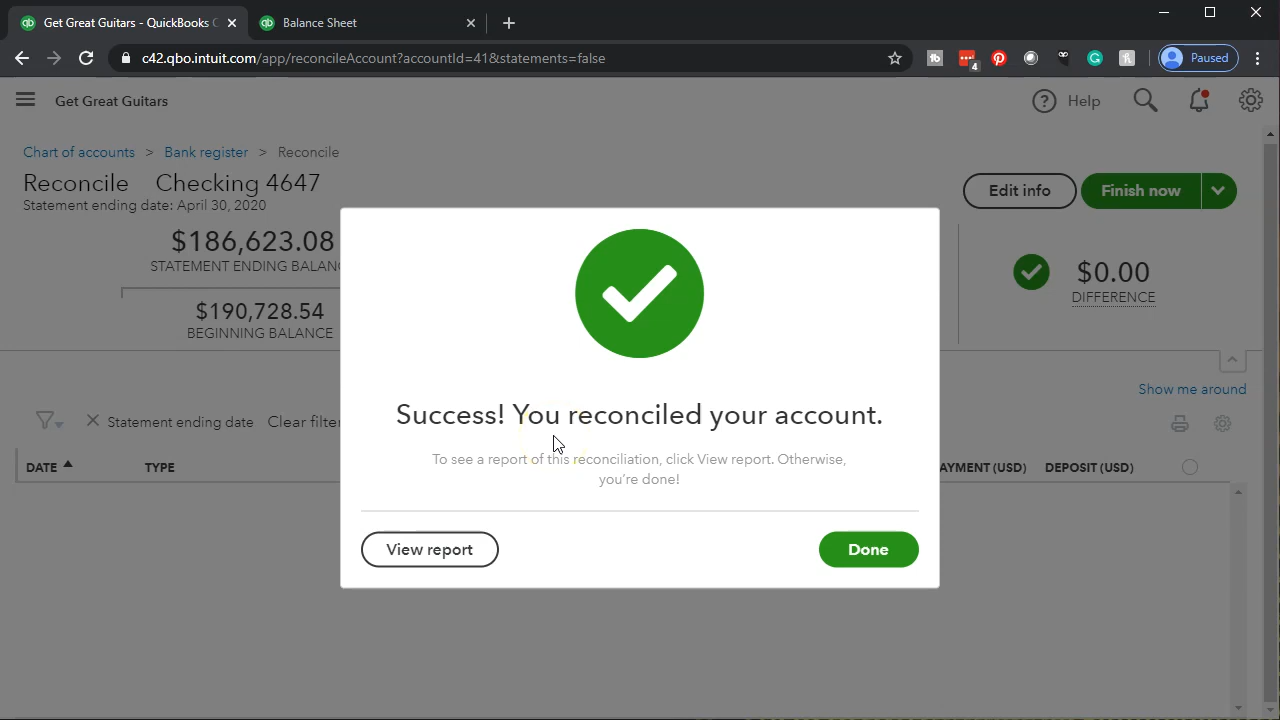 Get Great Guitars - QuickBooks
Balance Sheet
c42.qbo.intuit.com/app/reconcileAccount?accountId=41&statements=false
4
Paused
Get Great Guitars
Help
Chart of accounts > Bank register > Reconcile
Reconcile Checking 4647
Statement ending date: April 30, 2020
Edit info
Finish now
$186,623.08
STATEMENT ENDING BALAN
$190,728.54
BEGINNING BALANCE
$0.00
DIFFERENCE
Show me around
Statement ending date Clear filter
DATE TYPE AYMENT (USD) DEPOSIT (USD)
Success! You reconciled your account.
To see a report of this reconciliation, click View report. Otherwise,
you're done!
View report
Done